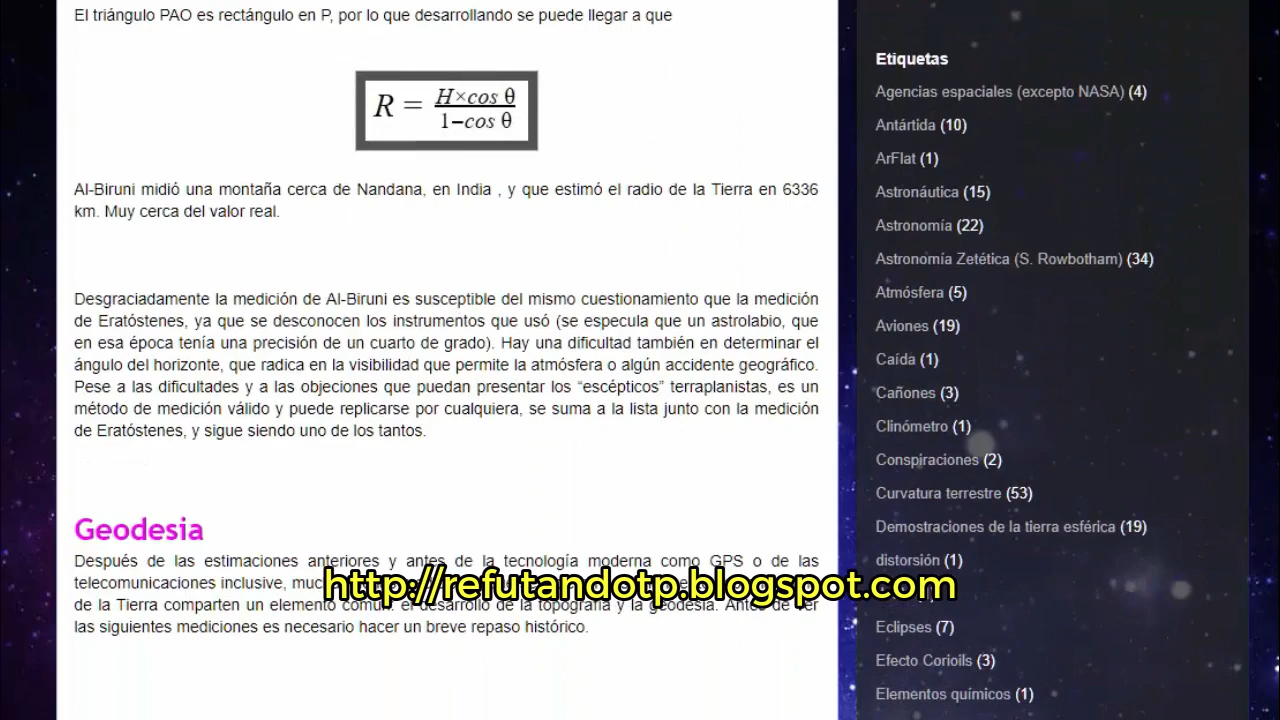 El triángulo PAO es rectángulo en P, por lo que desarrollando se puede llegar a que
R = H×cos θ
1−cos θ
Al-Biruni midió una montaña cerca de Nandana, en India , y que estimó el radio de la Tierra en 6336
km. Muy cerca del valor real.
Desgraciadamente la medición de Al-Biruni es susceptible del mismo cuestionamiento que la medición
de Eratóstenes, ya que se desconocen los instrumentos que usó (se especula que un astrolabio, que
en esa época tenía una precisión de un cuarto de grado). Hay una dificultad también en determinar el
ángulo del horizonte, que radica en la visibilidad que permite la atmósfera o algún accidente geográfico.
Pese a las dificultades y a las objeciones que puedan presentar los “escépticos” terraplanistas, es un
método de medición válido y puede replicarse por cualquiera, se suma a la lista junto con la medición
de Eratóstenes, y sigue siendo uno de los tantos.
Geodesia
Después de las estimaciones anteriores y antes de la tecnología moderna como GPS o de las
telecomunicaciones inclusive,
http://refutandotp.blogspot.com
de la Tierra comparten un elemento común: el desarrollo de la topografía y la geodesia. Antes de ver
las siguientes mediciones es necesario hacer un breve repaso histórico.
Etiquetas
Agencias espaciales (excepto NASA) (4)
Antártida (10)
ArFlat (1)
Astronáutica (15)
Astronomía (22)
Astronomía Zetética (S. Rowbotham) (34)
Atmósfera (5)
Aviones (19)
Caída (1)
Cañones (3)
Clinómetro (1)
Conspiraciones (2)
Curvatura terrestre (53)
Demostraciones de la tierra esférica (19)
distorsión (1)
Eclipses (7)
Efecto Corioils (3)
Elementos químicos (1)